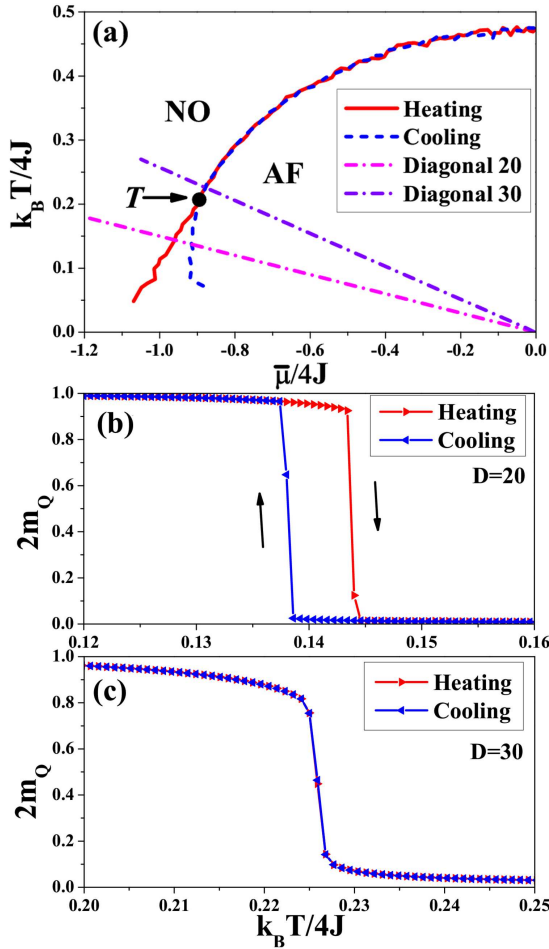 (a)
k_B T/4J
0.5
0.4
0.3
0.2
0.1
0.0
NO
AF
T
Heating
Cooling
Diagonal 20
Diagonal 30
-1.2 -1.0 -0.8 -0.6 -0.4 -0.2 0.0
μ̅/4J
(b)
2m_Q
1.0
0.8
0.6
0.4
0.2
0.0
Heating
Cooling
D=20
0.12 0.13 0.14 0.15 0.16
(c)
2m_Q
1.0
0.8
0.6
0.4
0.2
0.0
Heating
Cooling
D=30
0.20 0.21 0.22 0.23 0.24 0.25
k_B T/4J